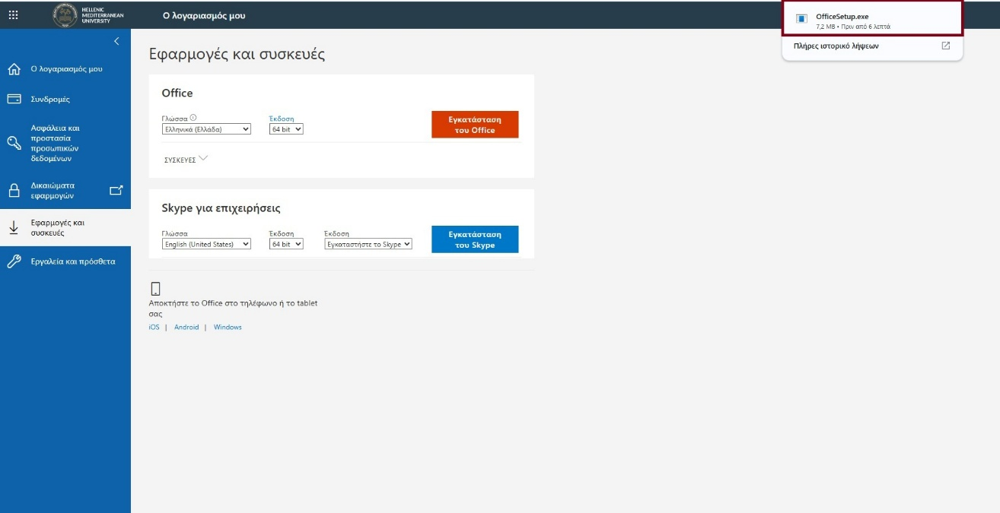 HELLENIC
MEDITERRANEAN
UNIVERSITY
Ο λογαριασμός μου
OfficeSetup.exe
7,2 MB • Πριν από 6 λεπτά
Πλήρες ιστορικό λήψεων
Ο λογαριασμός μου
Συνδρομές
Ασφάλεια και
προστασία
προσωπικών
δεδομένων
Δικαιώματα
εφαρμογών
Εφαρμογές και
συσκευές
Εργαλεία και πρόσθετα
Εφαρμογές και συσκευές
Office
Γλώσσα Έκδοση
Ελληνικά (Ελλάδα) 64 bit
Εγκατάσταση
του Office
ΣΥΣΚΕΥΕΣ
Skype για επιχειρήσεις
Γλώσσα Έκδοση Έκδοση
English (United States) 64 bit Εγκαταστήστε το Skype
Εγκατάσταση
του Skype
Αποκτήστε το Office στο τηλέφωνο ή το tablet
σας
iOS | Android | Windows